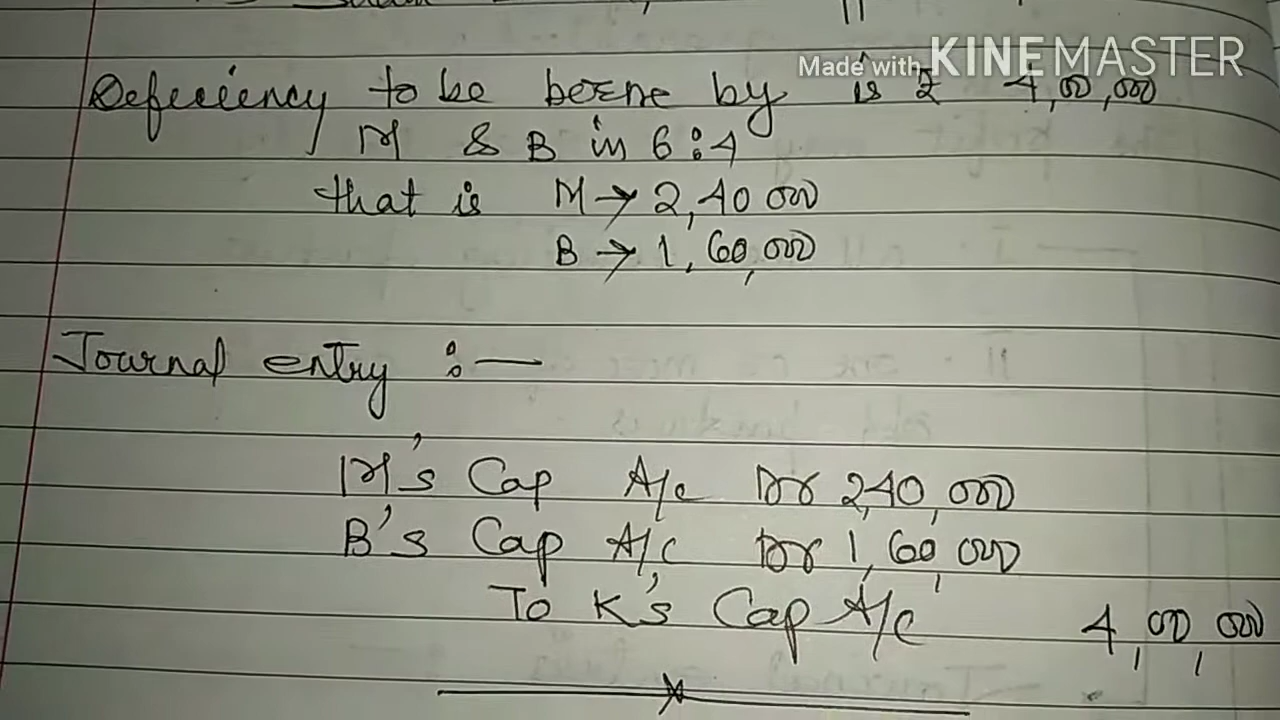 Made with KINEMASTER
Defeciency to be borne by is ₹ 4,00,000
M & B in 6:4
that is M → 2,40 000
B → 1,60,000
Journal entry :—
M's Cap A/c Dr 2,40,000
B's Cap A/c Dr 1,60,000
To K's Cap A/c 4,00,000